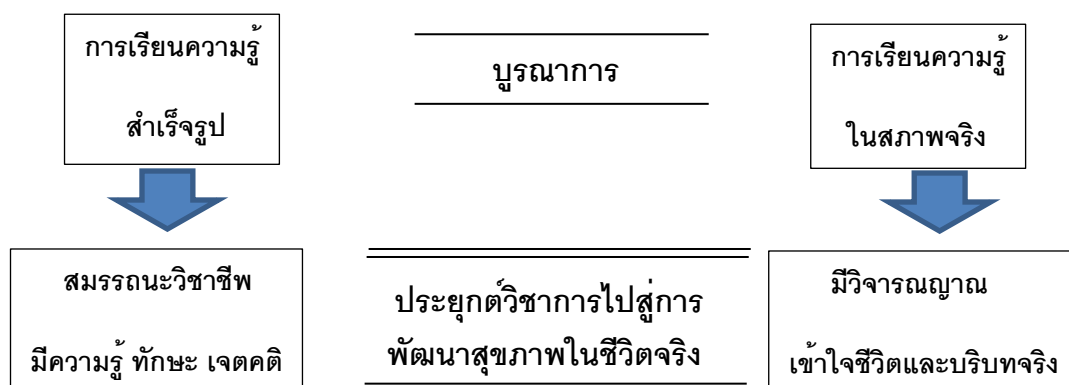 การเรียนความรู้
สำเร็จรูป
บูรณาการ
การเรียนความรู้
ในสภาพจริง
สมรรถนะวิชาชีพ
มีความรู้ ทักษะ เจตคติ
ประยุกต์วิชาการไปสู่การ
พัฒนาสุขภาพในชีวิตจริง
มีวิจารณญาณ
เข้าใจชีวิตและบริบทจริง